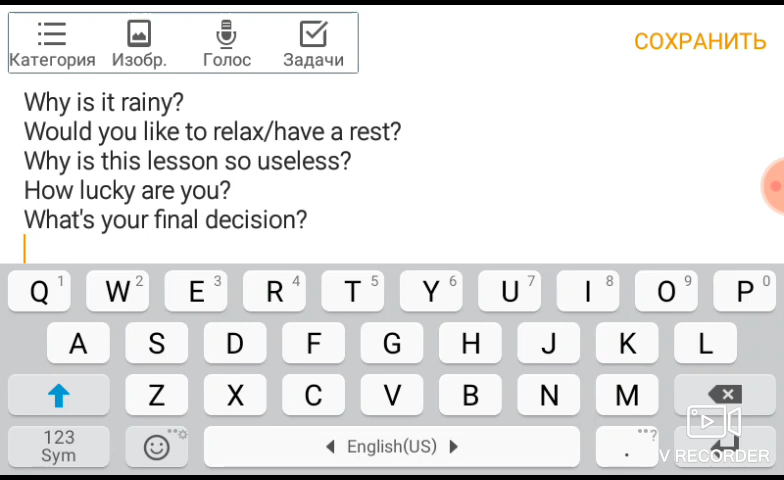 Категория Изобр. Голос Задачи
СОХРАНИТЬ
Why is it rainy?
Would you like to relax/have a rest?
Why is this lesson so useless?
How lucky are you?
What's your final decision?
Q 1 W 2 E 3 R 4 T 5 Y 6 U 7 I 8 O 9 P 0
A S D F G H J K L
Z X C V B N M
123
Sym
English(US)
. ?
V RECORDER